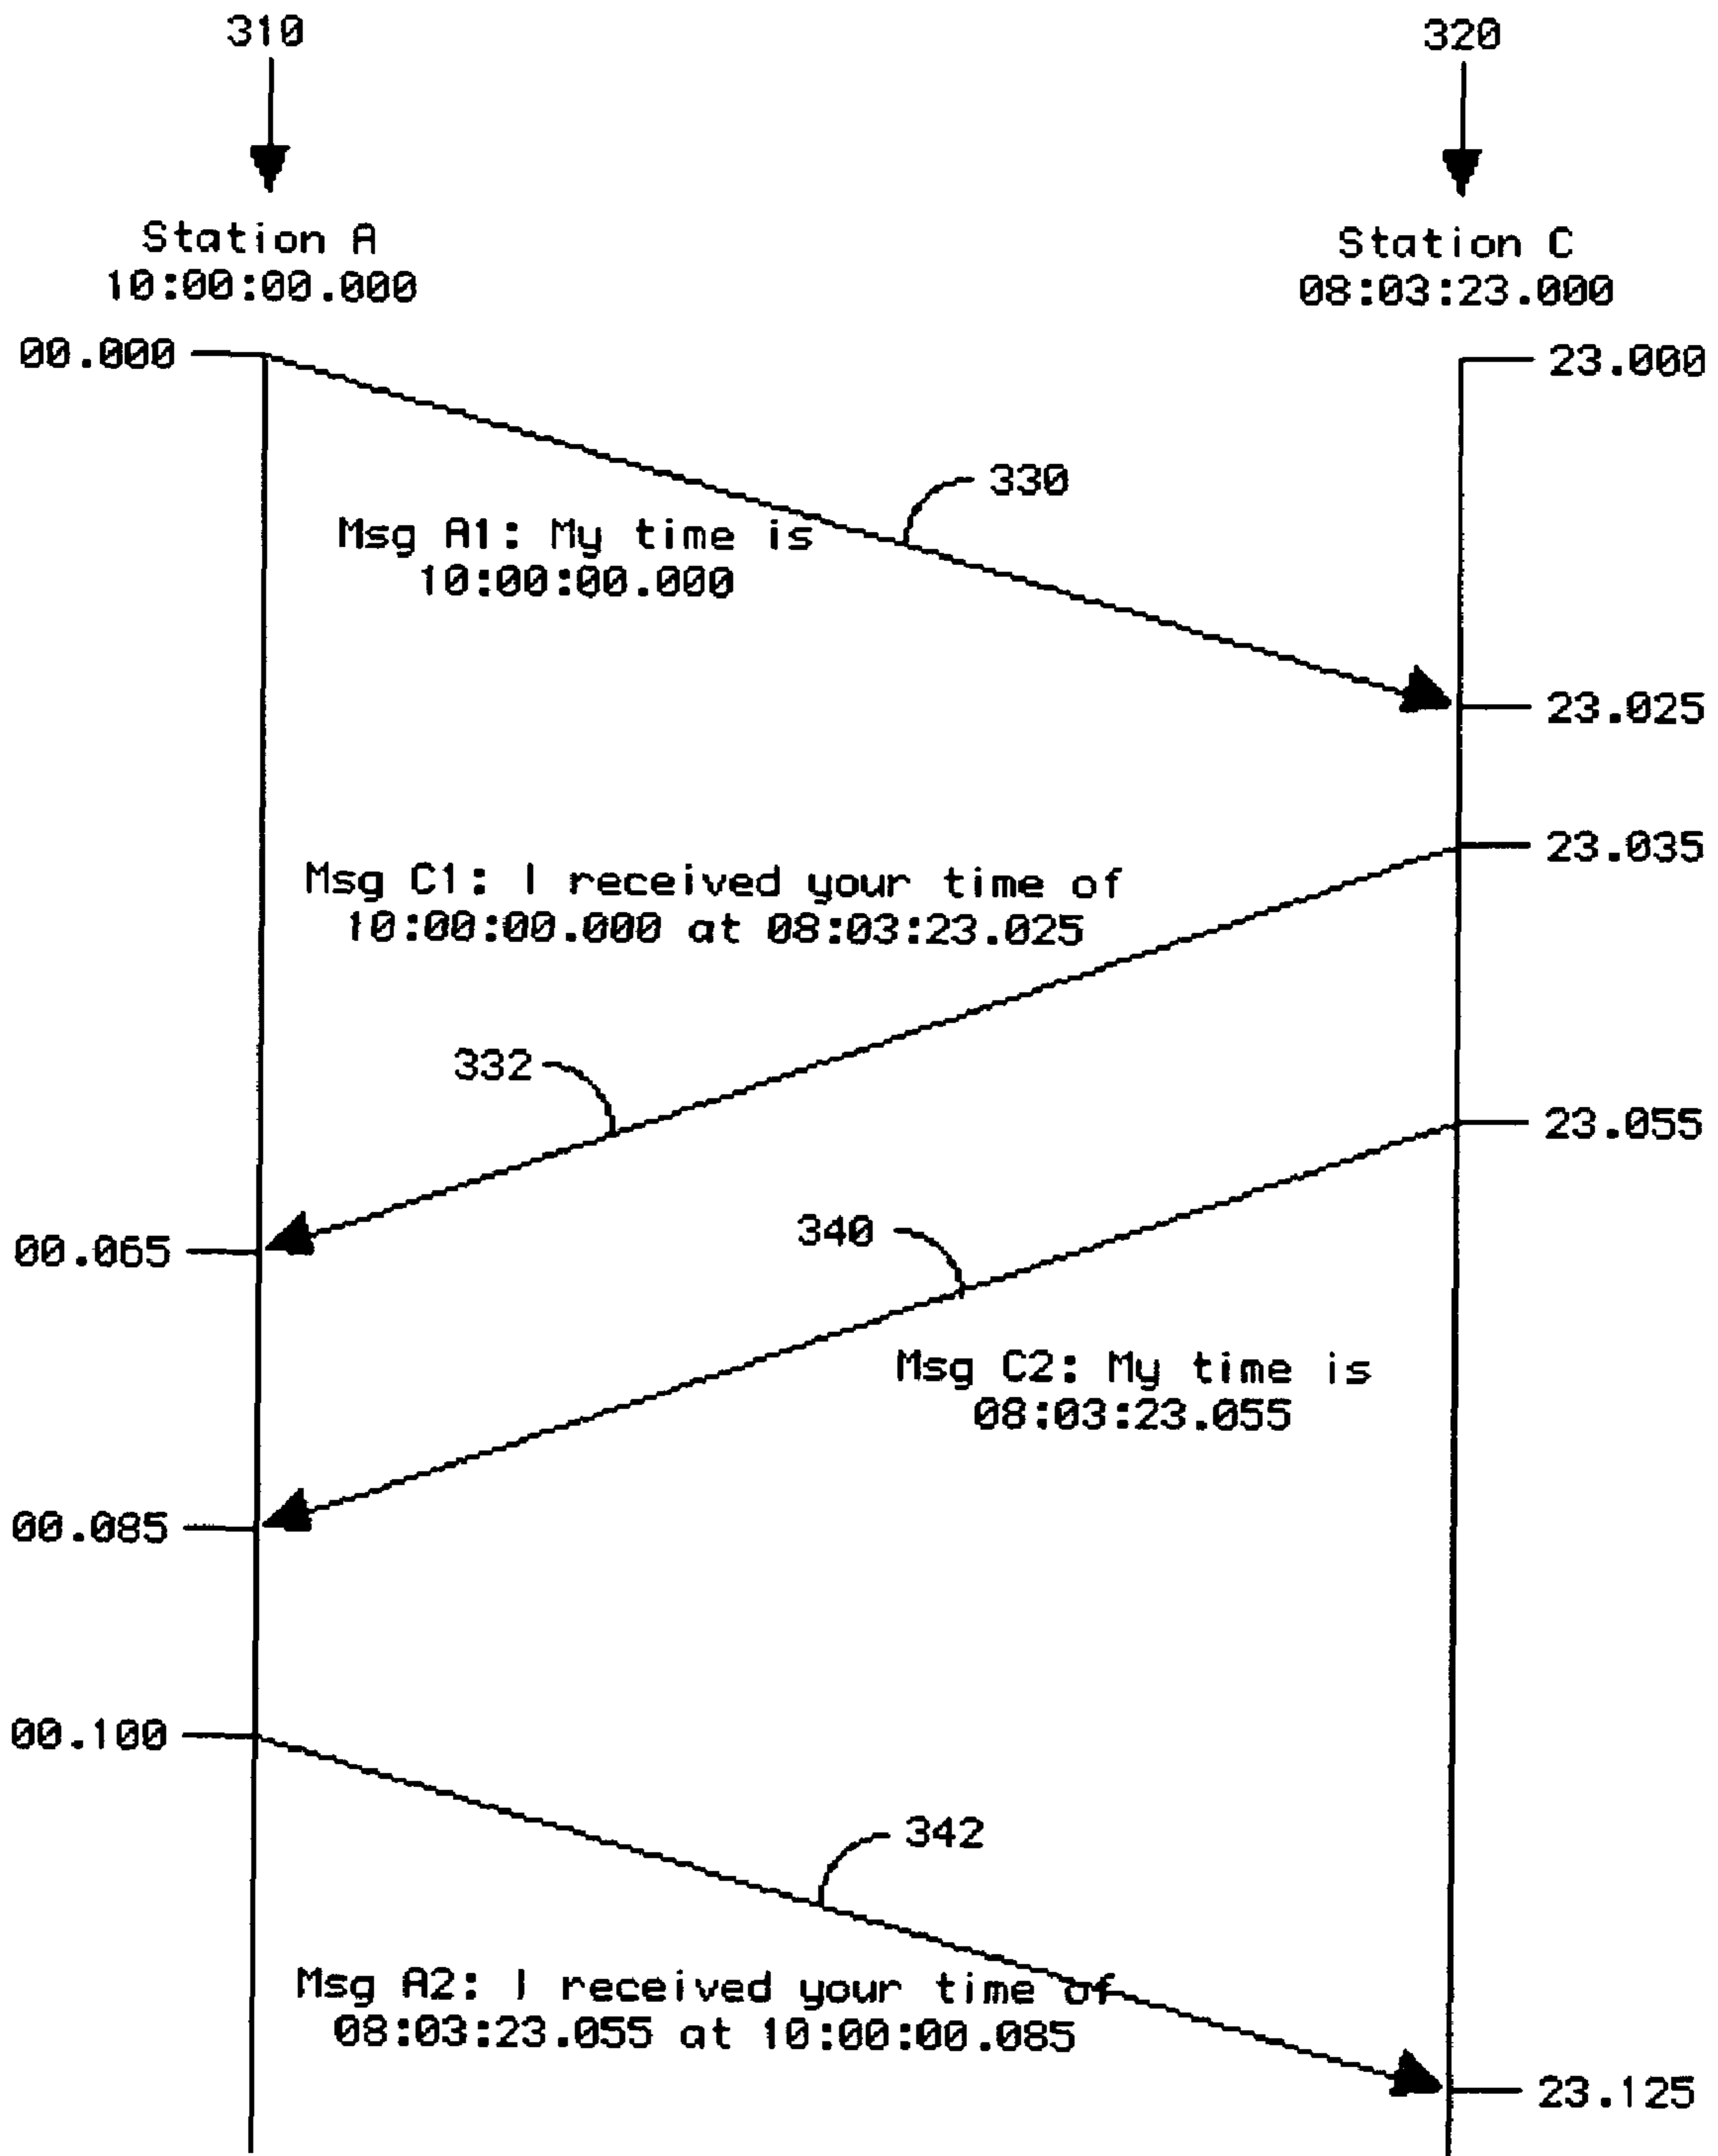 310
320
Station A
10:00:00.000
Station C
08:03:23.000
00.000
23.000
330
Msg A1: My time is
10:00:00.000
23.025
23.035
Msg C1: I received your time of
10:00:00.000 at 08:03:23.025
332
23.055
340
00.065
Msg C2: My time is
08:03:23.055
00.085
00.100
342
Msg A2: I received your time of
08:03:23.055 at 10:00:00.085
23.125